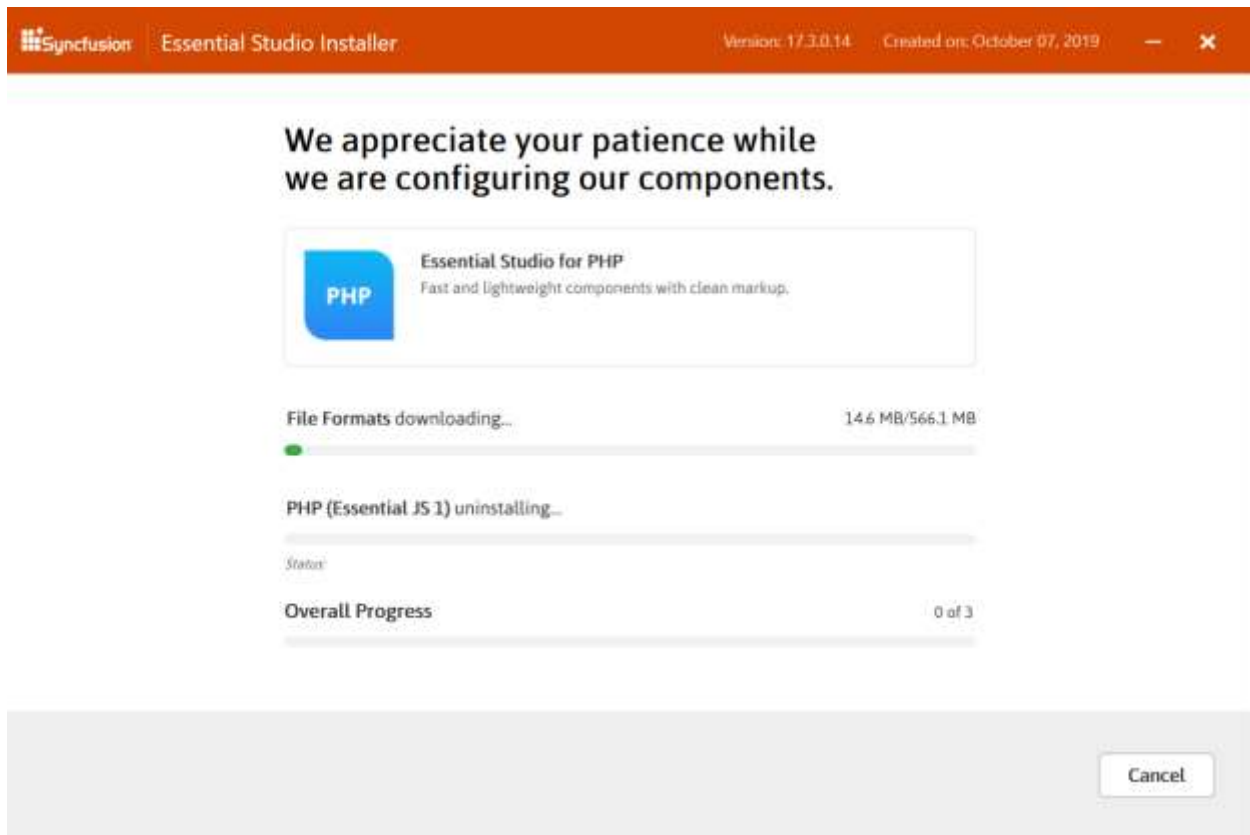 Syncfusion Essential Studio Installer Version: 17.3.0.14 Created on: October 07, 2019
We appreciate your patience while
we are configuring our components.
PHP
Essential Studio for PHP
Fast and lightweight components with clean markup.
File Formats downloading... 14.6 MB/566.1 MB
PHP (Essential JS 1) uninstalling...
Status:
Overall Progress 0 of 3
Cancel